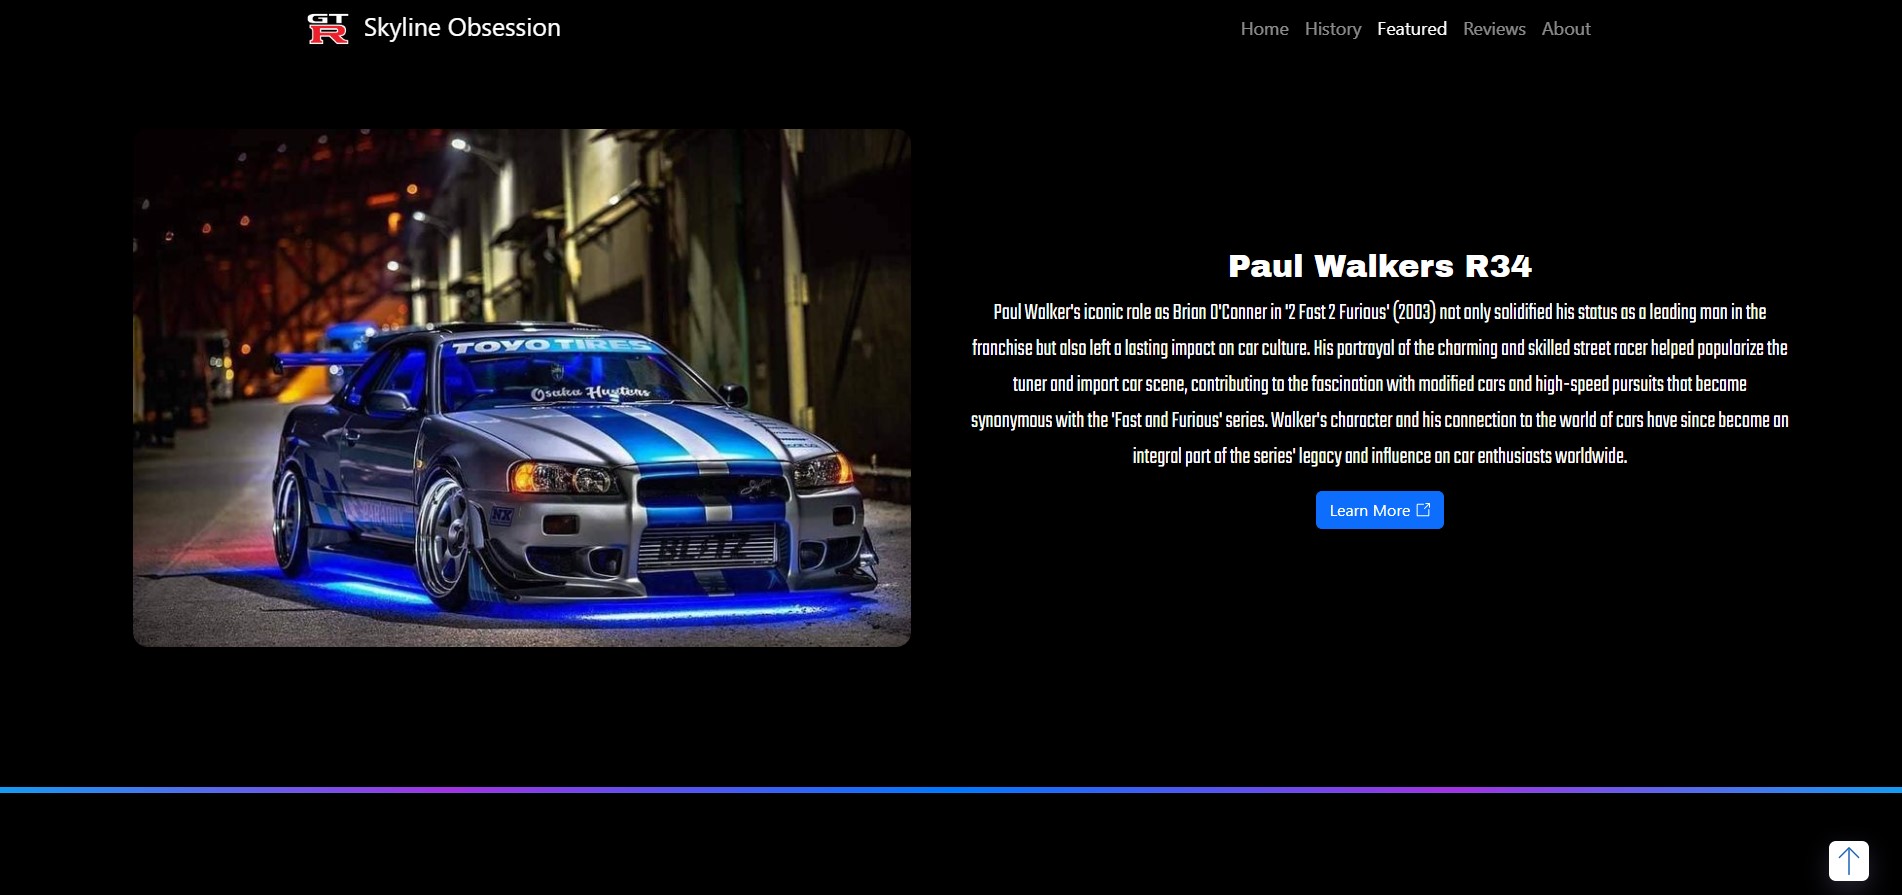 GT
R
Skyline Obsession
Home History Featured Reviews About
TOYO TIRES
Osaka Hunters
Skyline
NX
BLITZ
Paul Walkers R34
Paul Walker's iconic role as Brian O'Conner in '2 Fast 2 Furious' (2003) not only solidified his status as a leading man in the
franchise but also left a lasting impact on car culture. His portrayal of the charming and skilled street racer helped popularize the
tuner and import car scene, contributing to the fascination with modified cars and high-speed pursuits that became
synonymous with the 'Fast and Furious' series. Walker's character and his connection to the world of cars have since become an
integral part of the series' legacy and influence on car enthusiasts worldwide.
Learn More